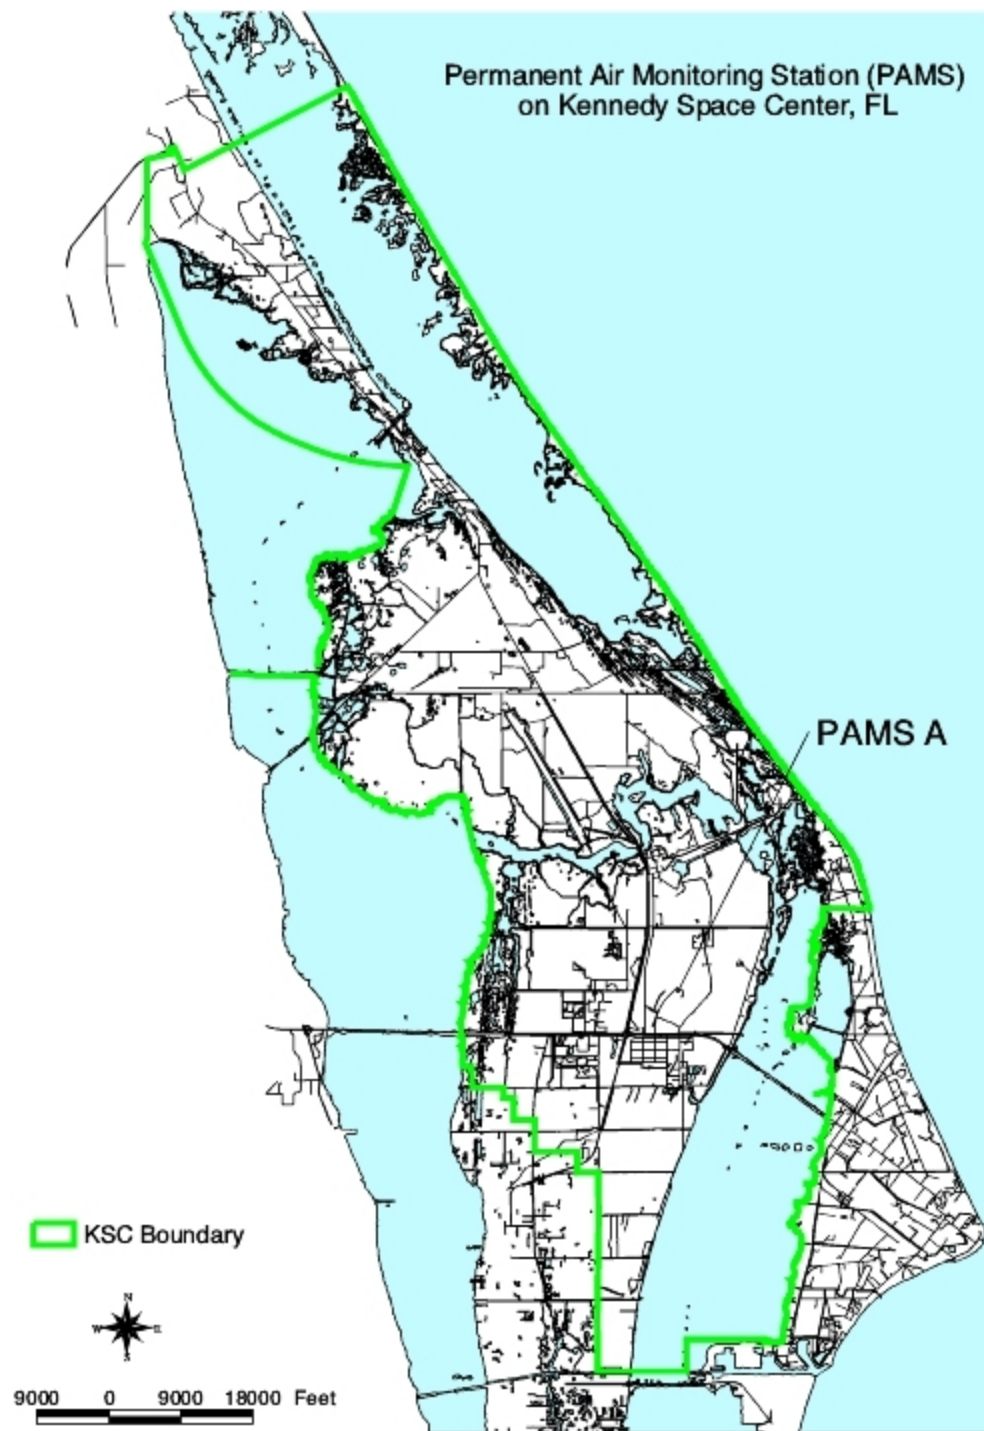 Permanent Air Monitoring Station (PAMS)
on Kennedy Space Center, FL
PAMS A
KSC Boundary
N
W E
S
9000 0 9000 18000 Feet